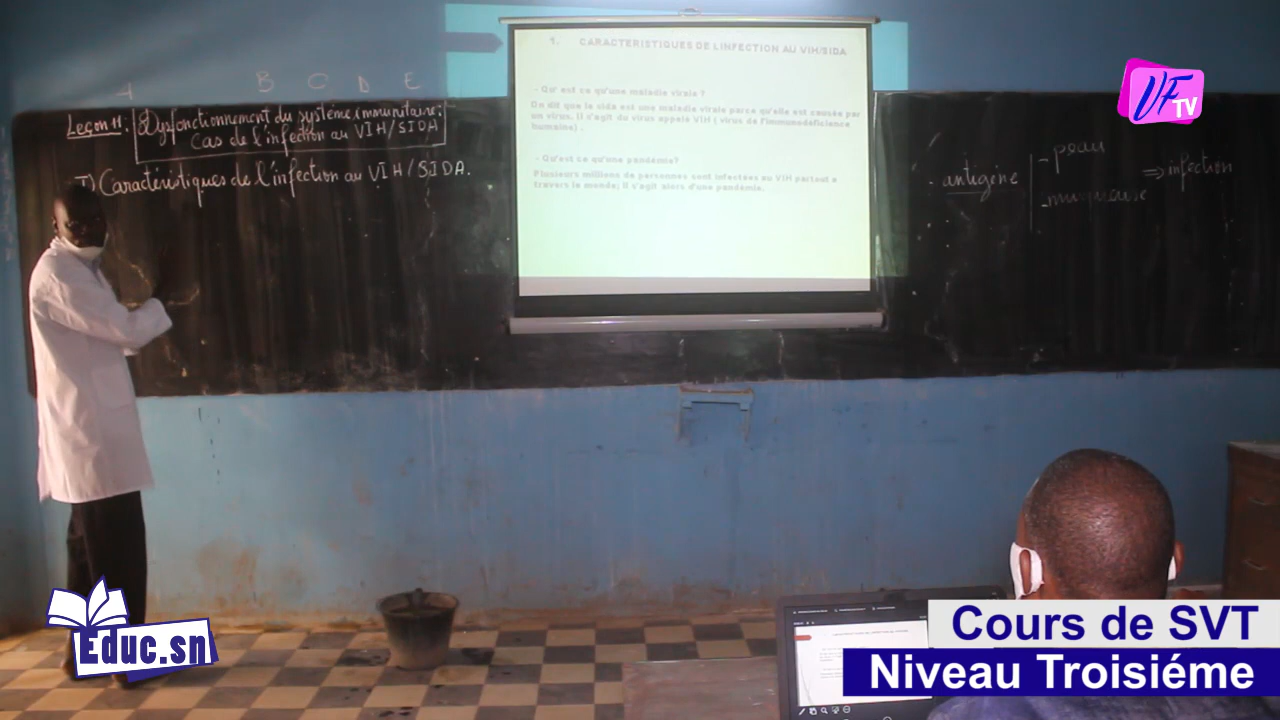 B C D E
Leçon 11: Dysfonctionnement du système immunitaire:
Cas de l'infection au VIH/SIDA
I) Caractéristiques de l'infection au VIH/SIDA.
1. CARACTERISTIQUES DE L'INFECTION AU VIH/SIDA
- Qu' est ce qu'une maladie virale ?
On dit que la sida est une maladie virale parce qu'elle est causée par
un virus. Il s'agit du virus appelé VIH ( virus de l'immunodéficience
humaine) .
- Qu'est ce qu'une pandémie?
Plusieurs millions de personnes sont infectées au VIH partout a
travers le monde; il s'agit alors d'une pandémie.
- antigène
- peau
- muqueuse
⇒ infection
VF
TV
Educ.sn
Cours de SVT
Niveau Troisiéme